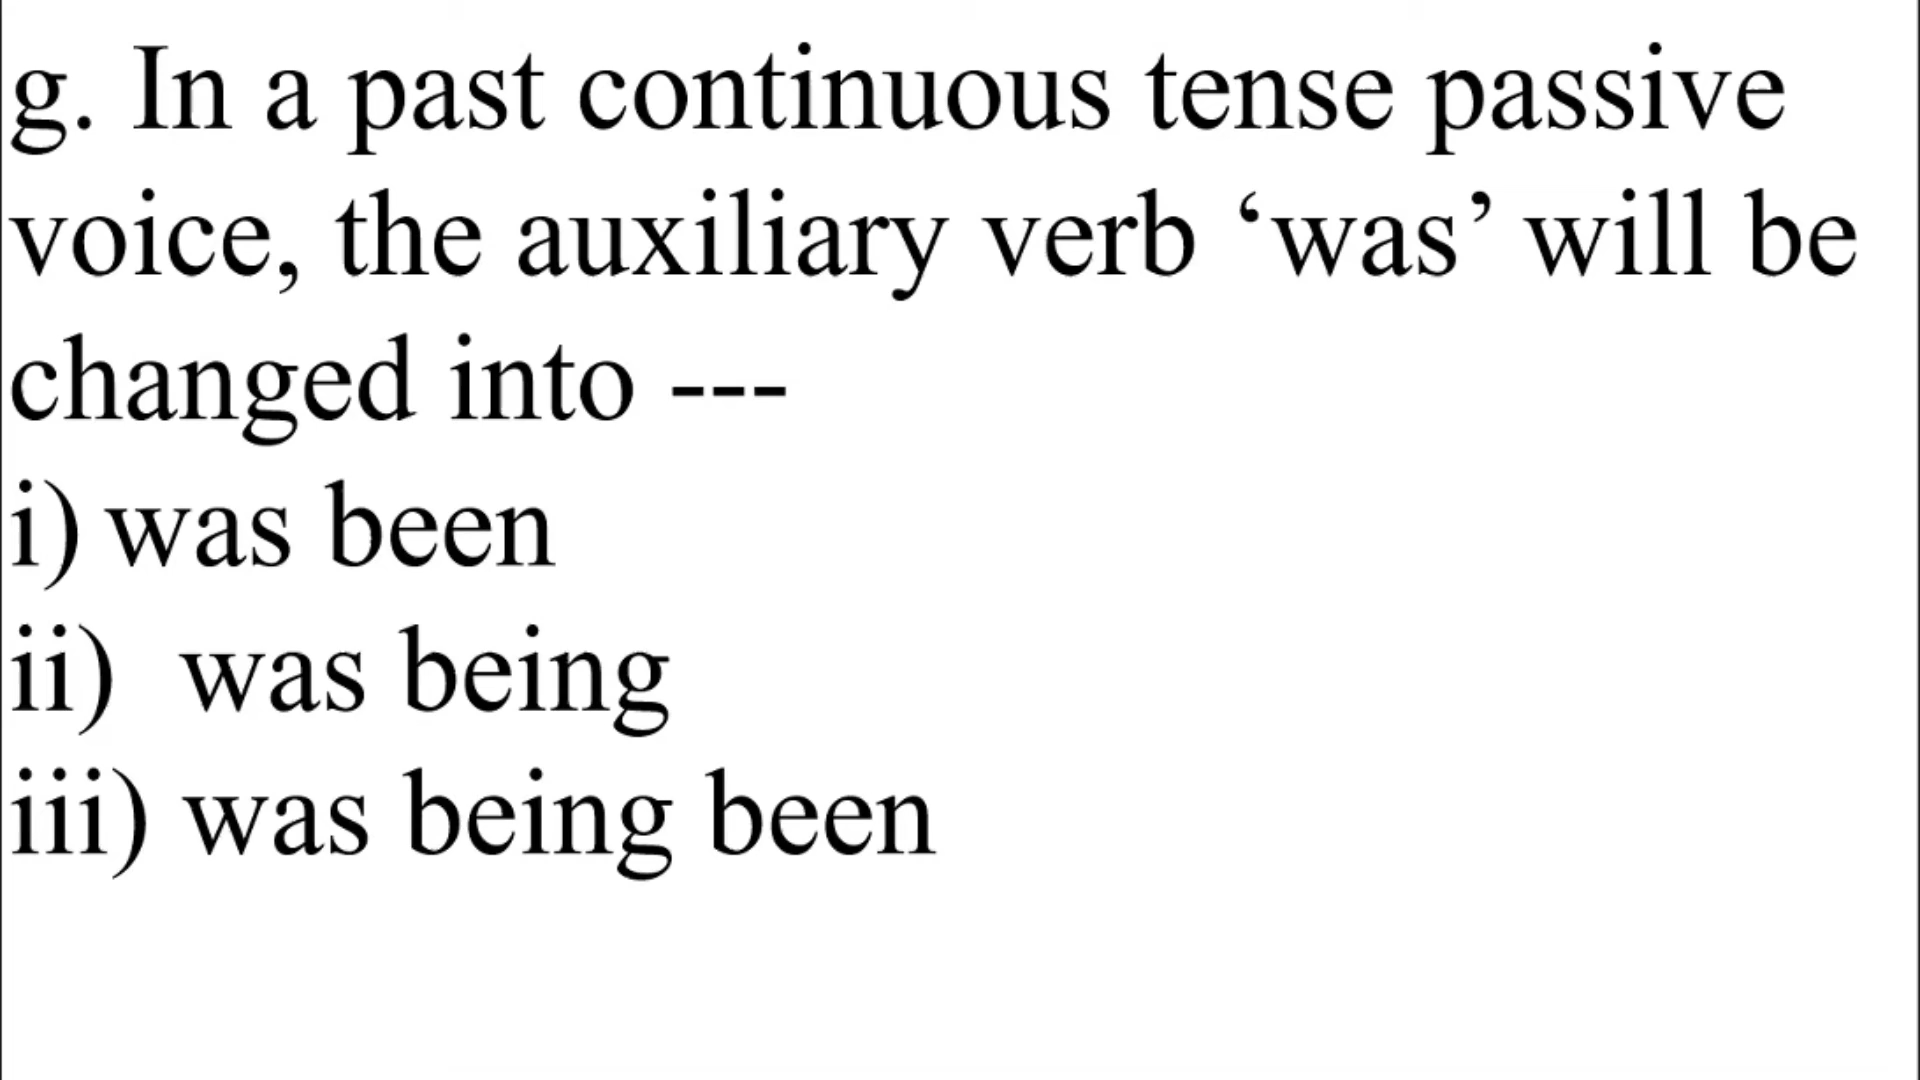 g. In a past continuous tense passive
voice, the auxiliary verb ‘was’ will be
changed into ---
i) was been
ii)  was being
iii) was being been